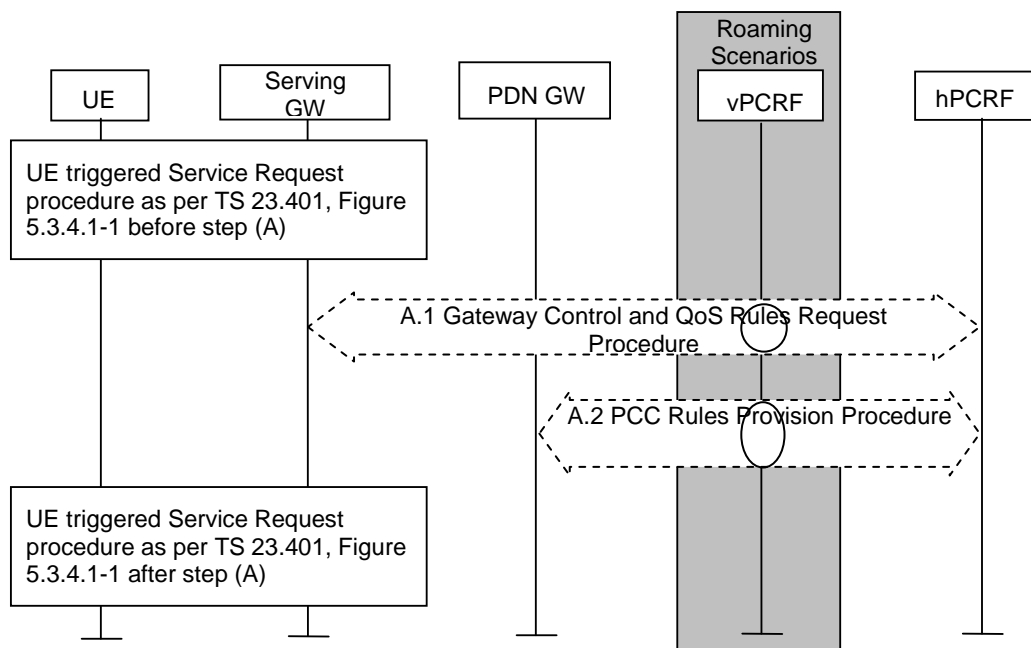 Roaming
Scenarios
UE
Serving
GW
PDN GW
vPCRF
hPCRF
UE triggered Service Request
procedure as per TS 23.401, Figure
5.3.4.1-1 before step (A)
A.1 Gateway Control and QoS Rules Request
Procedure
A.2 PCC Rules Provision Procedure
UE triggered Service Request
procedure as per TS 23.401, Figure
5.3.4.1-1 after step (A)